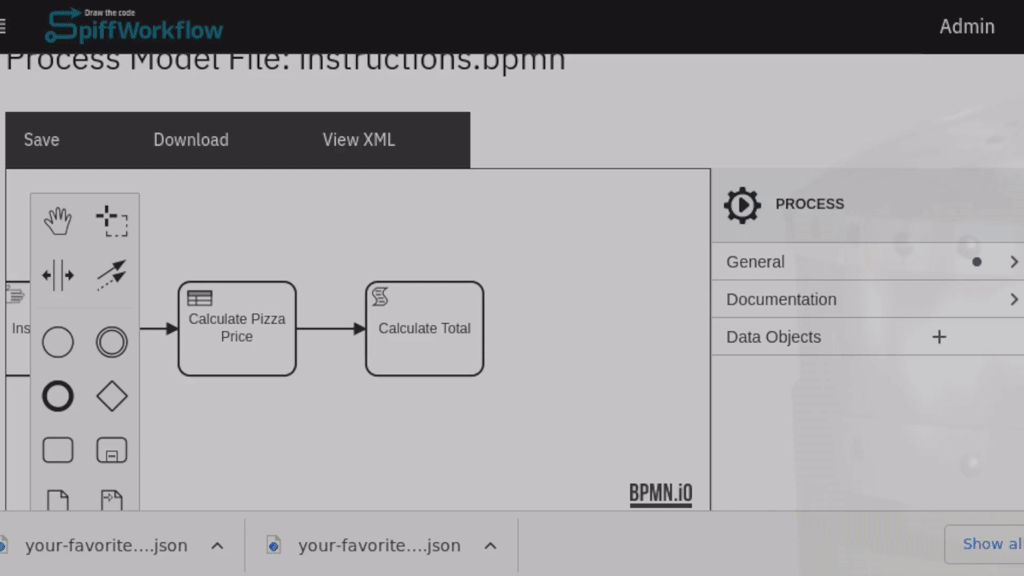 Draw the code
SpiffWorkflow
Admin
Process Model File: instructions.bpmn
Save
Download
View XML
PROCESS
General
Documentation
Data Objects
Ins
Calculate Pizza
Price
Calculate Total
BPMN.iO
your-favorite....json
your-favorite....json
Show al